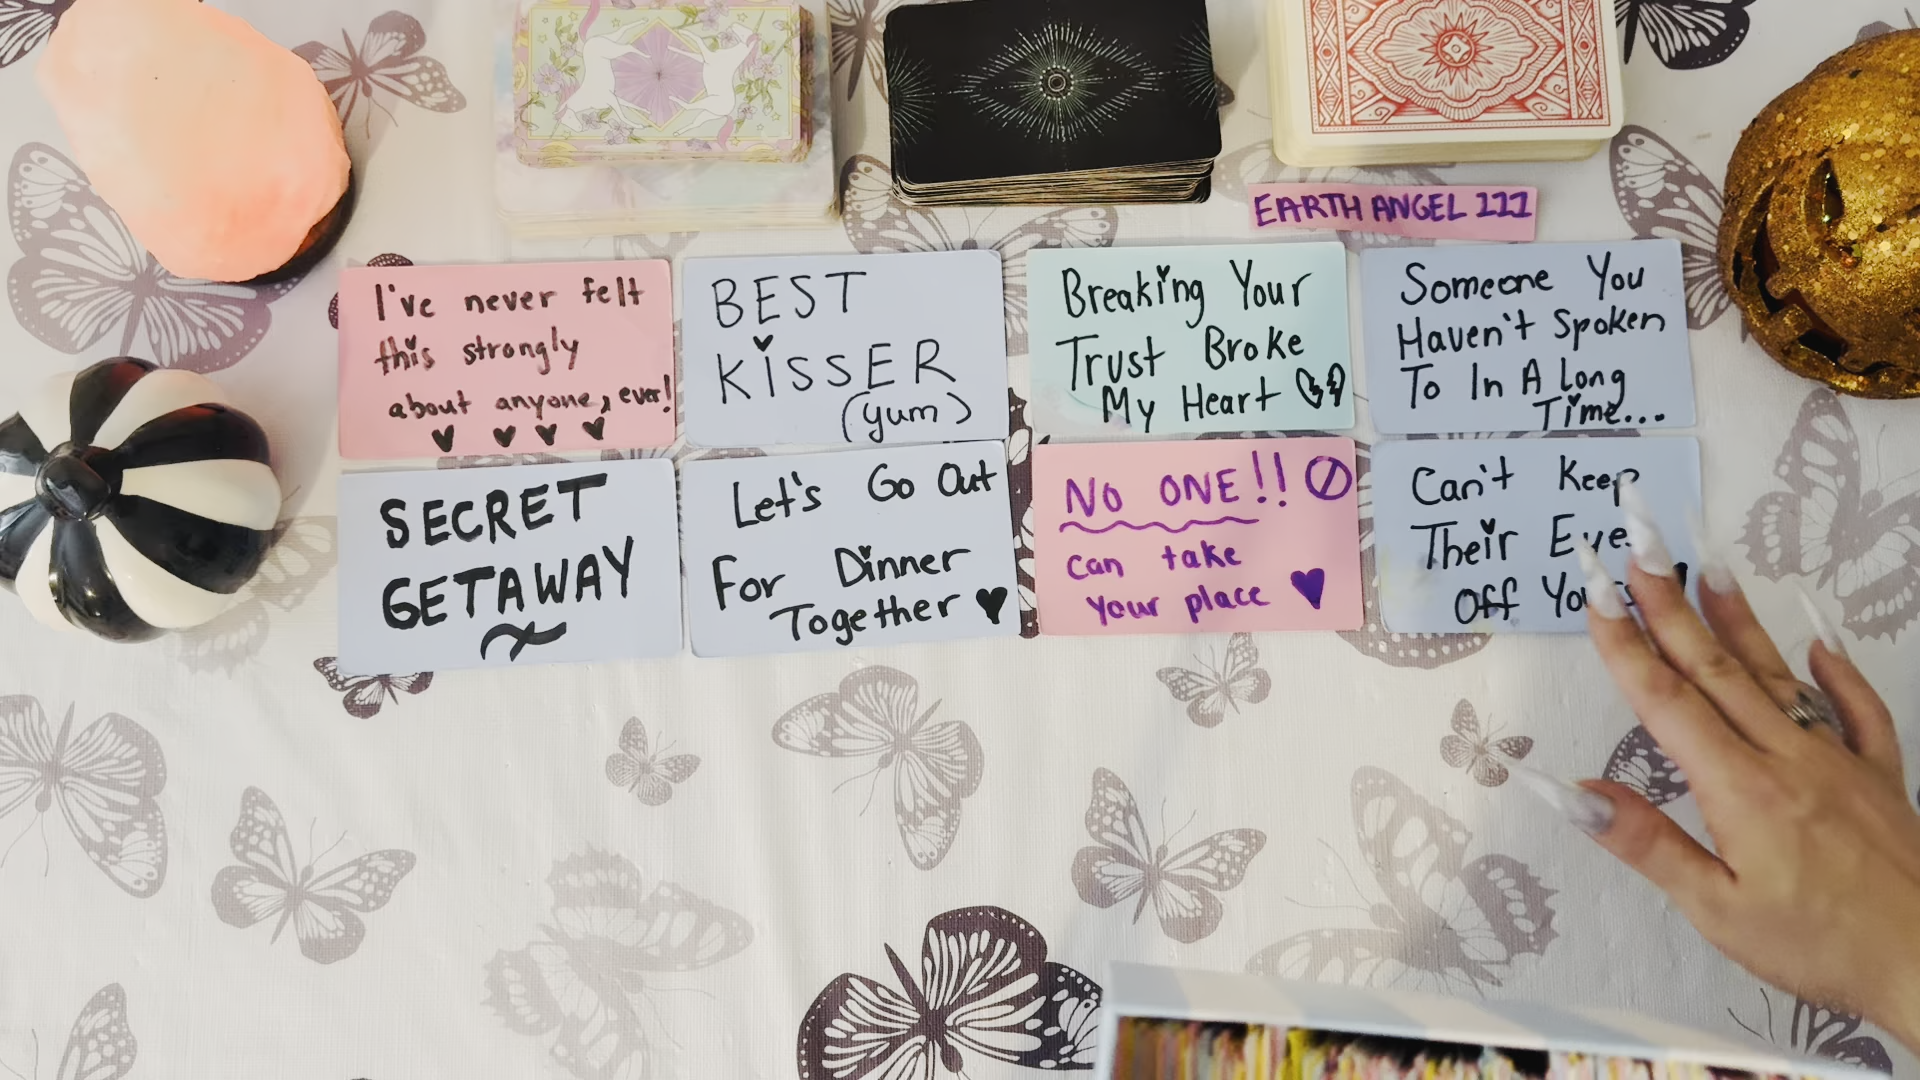 EARTH ANGEL 111
I've never felt
this strongly
about anyone, ever!
BEST
KISSER
(yum)
Breaking Your
Trust Broke
My Heart
Someone You
Haven't Spoken
To In A Long
Time...
SECRET
GETAWAY
Let's Go Out
For Dinner
Together
NO ONE!!
can take
your place
Can't Keep
Their
Off